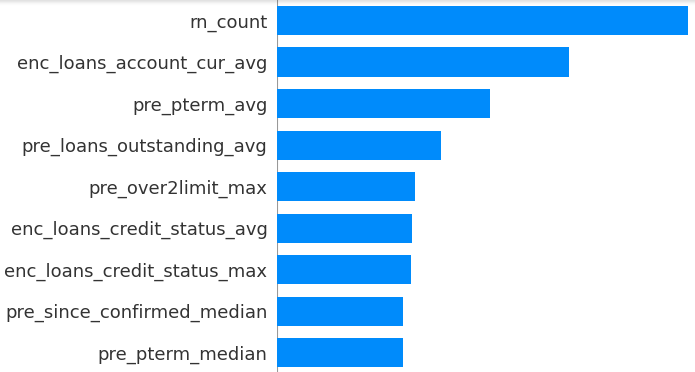 rn_count
enc_loans_account_cur_avg
pre_pterm_avg
pre_loans_outstanding_avg
pre_over2limit_max
enc_loans_credit_status_avg
enc_loans_credit_status_max
pre_since_confirmed_median
pre_pterm_median